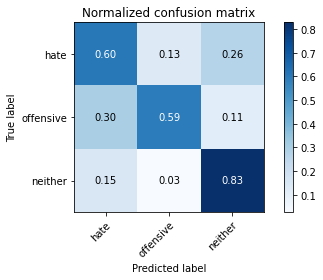 Normalized confusion matrix
True label
hate 0.60 0.13 0.26
offensive 0.30 0.59 0.11
neither 0.15 0.03 0.83
hate offensive neither
Predicted label
0.8
0.7
0.6
0.5
0.4
0.3
0.2
0.1